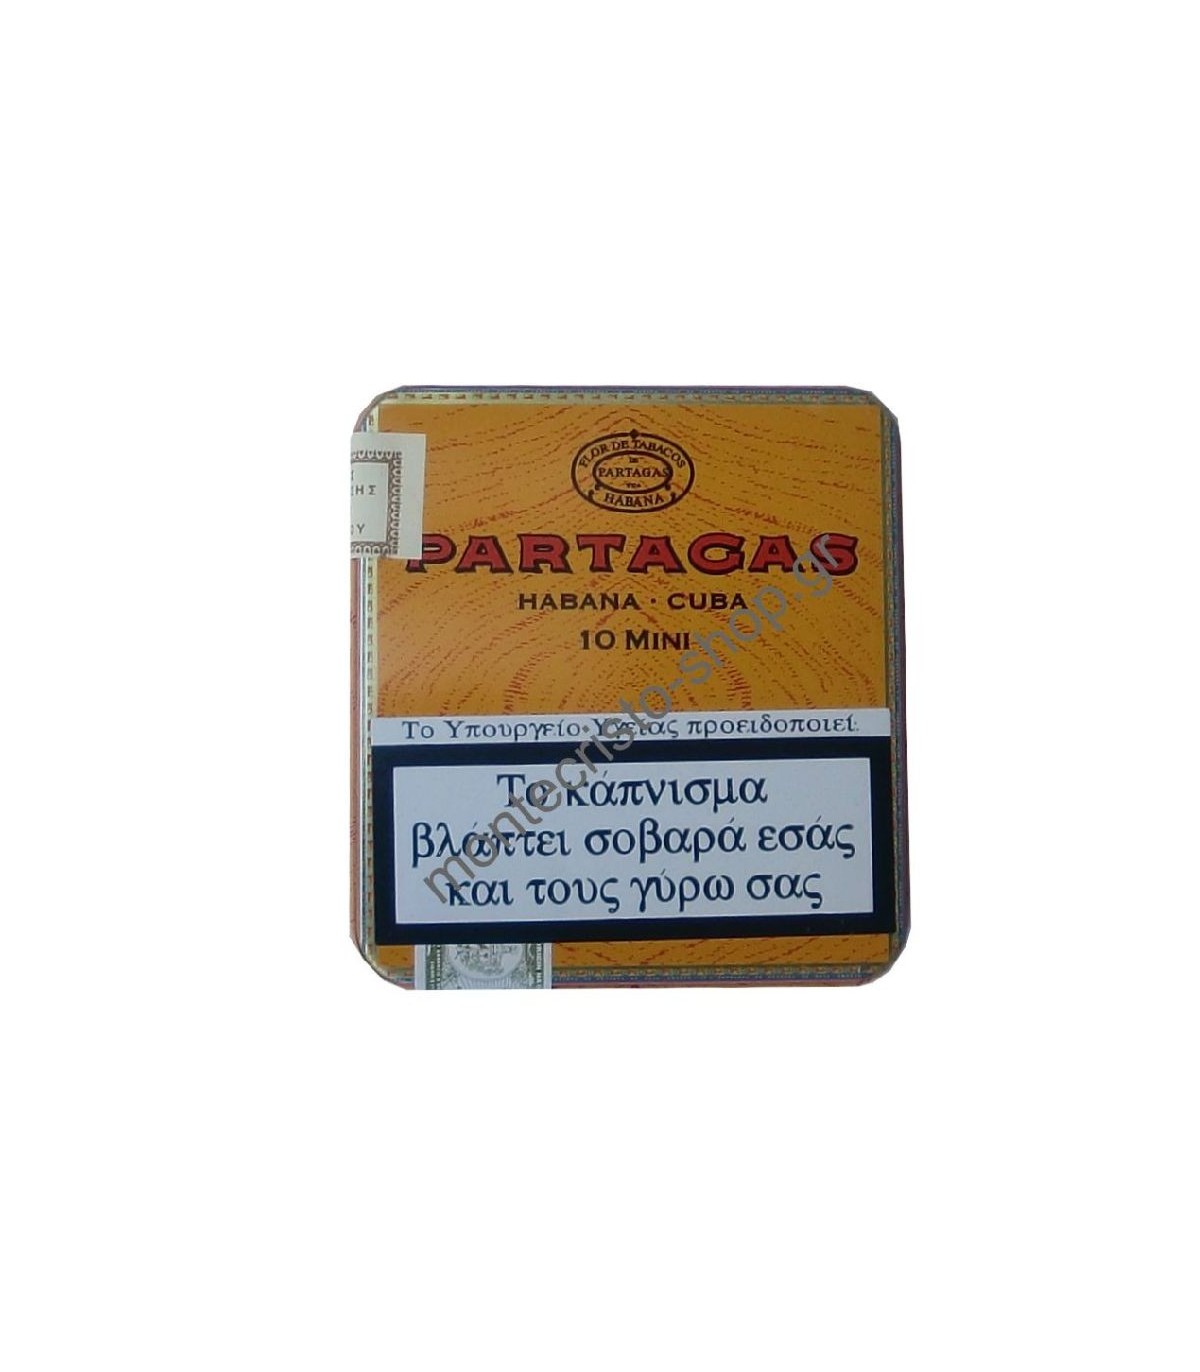 FLOR DE TABACOS
DE
PARTAGAS
HABANA
PARTAGAS
HABANA · CUBA
10 MINI
Το Υπουργείο Υγείας προειδοποιεί:
Το κάπνισμα
βλάπτει σοβαρά εσάς
και τους γύρω σας
montecristo-shop.gr